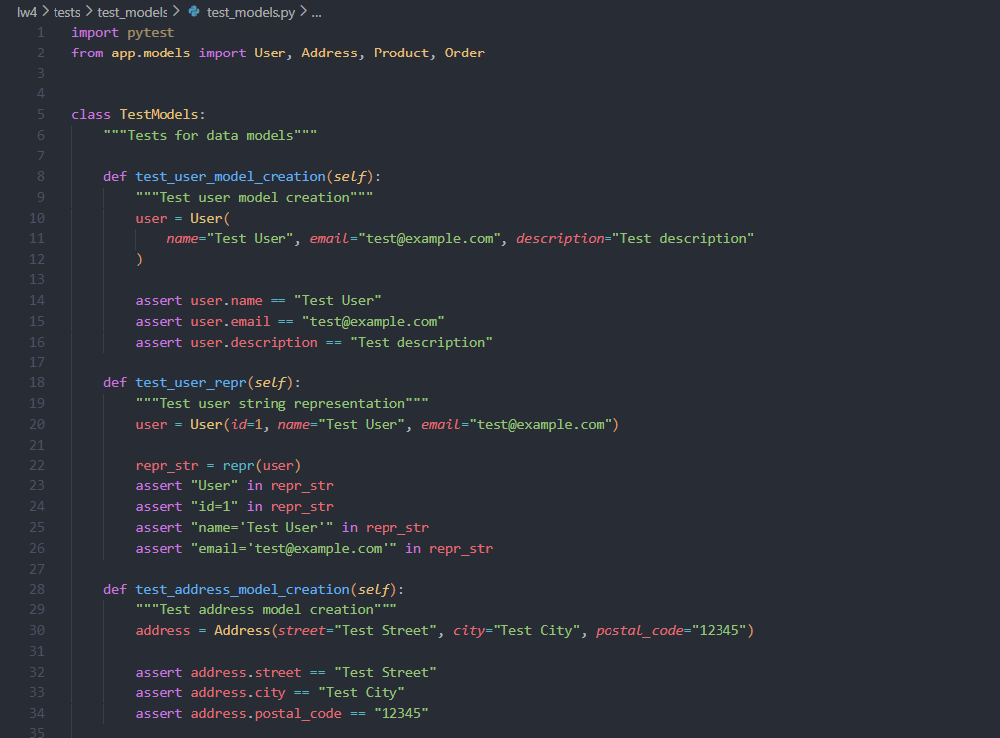 lw4 > tests > test_models > test_models.py > ...
1 import pytest
2 from app.models import User, Address, Product, Order
3
4
5 class TestModels:
6     """Tests for data models"""
7
8     def test_user_model_creation(self):
9         """Test user model creation"""
10         user = User(
11             name="Test User", email="test@example.com", description="Test description"
12         )
13
14         assert user.name == "Test User"
15         assert user.email == "test@example.com"
16         assert user.description == "Test description"
17
18     def test_user_repr(self):
19         """Test user string representation"""
20         user = User(id=1, name="Test User", email="test@example.com")
21
22         repr_str = repr(user)
23         assert "User" in repr_str
24         assert "id=1" in repr_str
25         assert "name='Test User'" in repr_str
26         assert "email='test@example.com'" in repr_str
27
28     def test_address_model_creation(self):
29         """Test address model creation"""
30         address = Address(street="Test Street", city="Test City", postal_code="12345")
31
32         assert address.street == "Test Street"
33         assert address.city == "Test City"
34         assert address.postal_code == "12345"
35